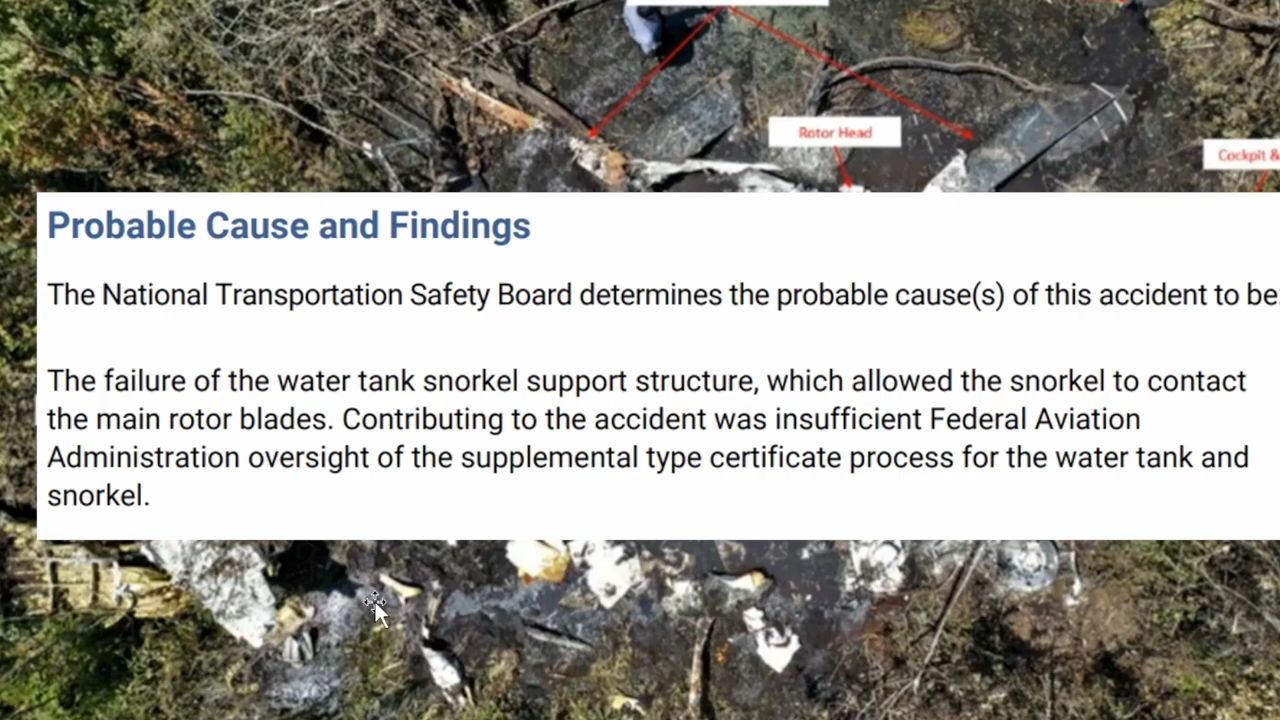 Rotor Head
Cockpit &
Probable Cause and Findings
The National Transportation Safety Board determines the probable cause(s) of this accident to be:
The failure of the water tank snorkel support structure, which allowed the snorkel to contact
the main rotor blades. Contributing to the accident was insufficient Federal Aviation
Administration oversight of the supplemental type certificate process for the water tank and
snorkel.